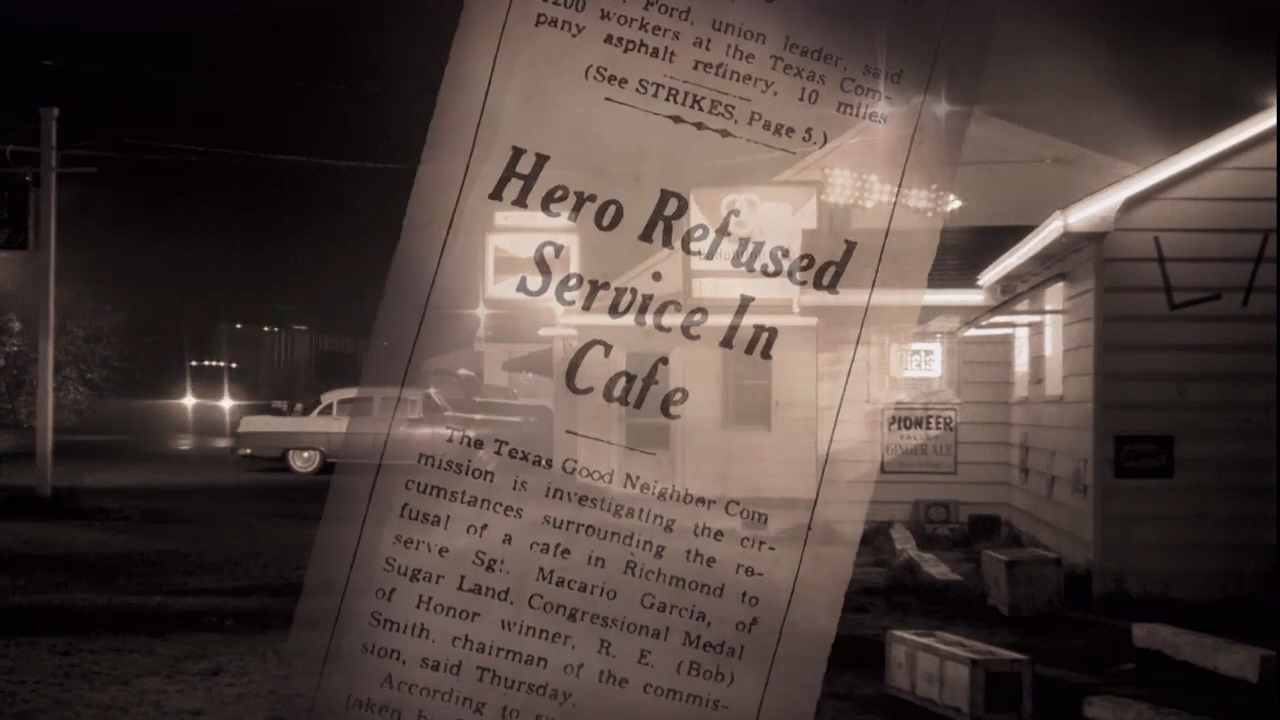 Ford, union leader, said
1200 workers at the Texas Com-
pany asphalt refinery, 10 miles
(See STRIKES, Page 5.)
Hero Refused
Service In
Cafe
The Texas Good Neighbor Com
mission is investigating the cir-
cumstances surrounding the re-
fusal of a cafe in Richmond to
serve Sgt. Macario Garcia, of
Sugar Land, Congressional Medal
of Honor winner, R. E. (Bob)
Smith, chairman of the commis-
sion, said Thursday.
According to
taken
PIONEER
VALLEY
GINGER ALE